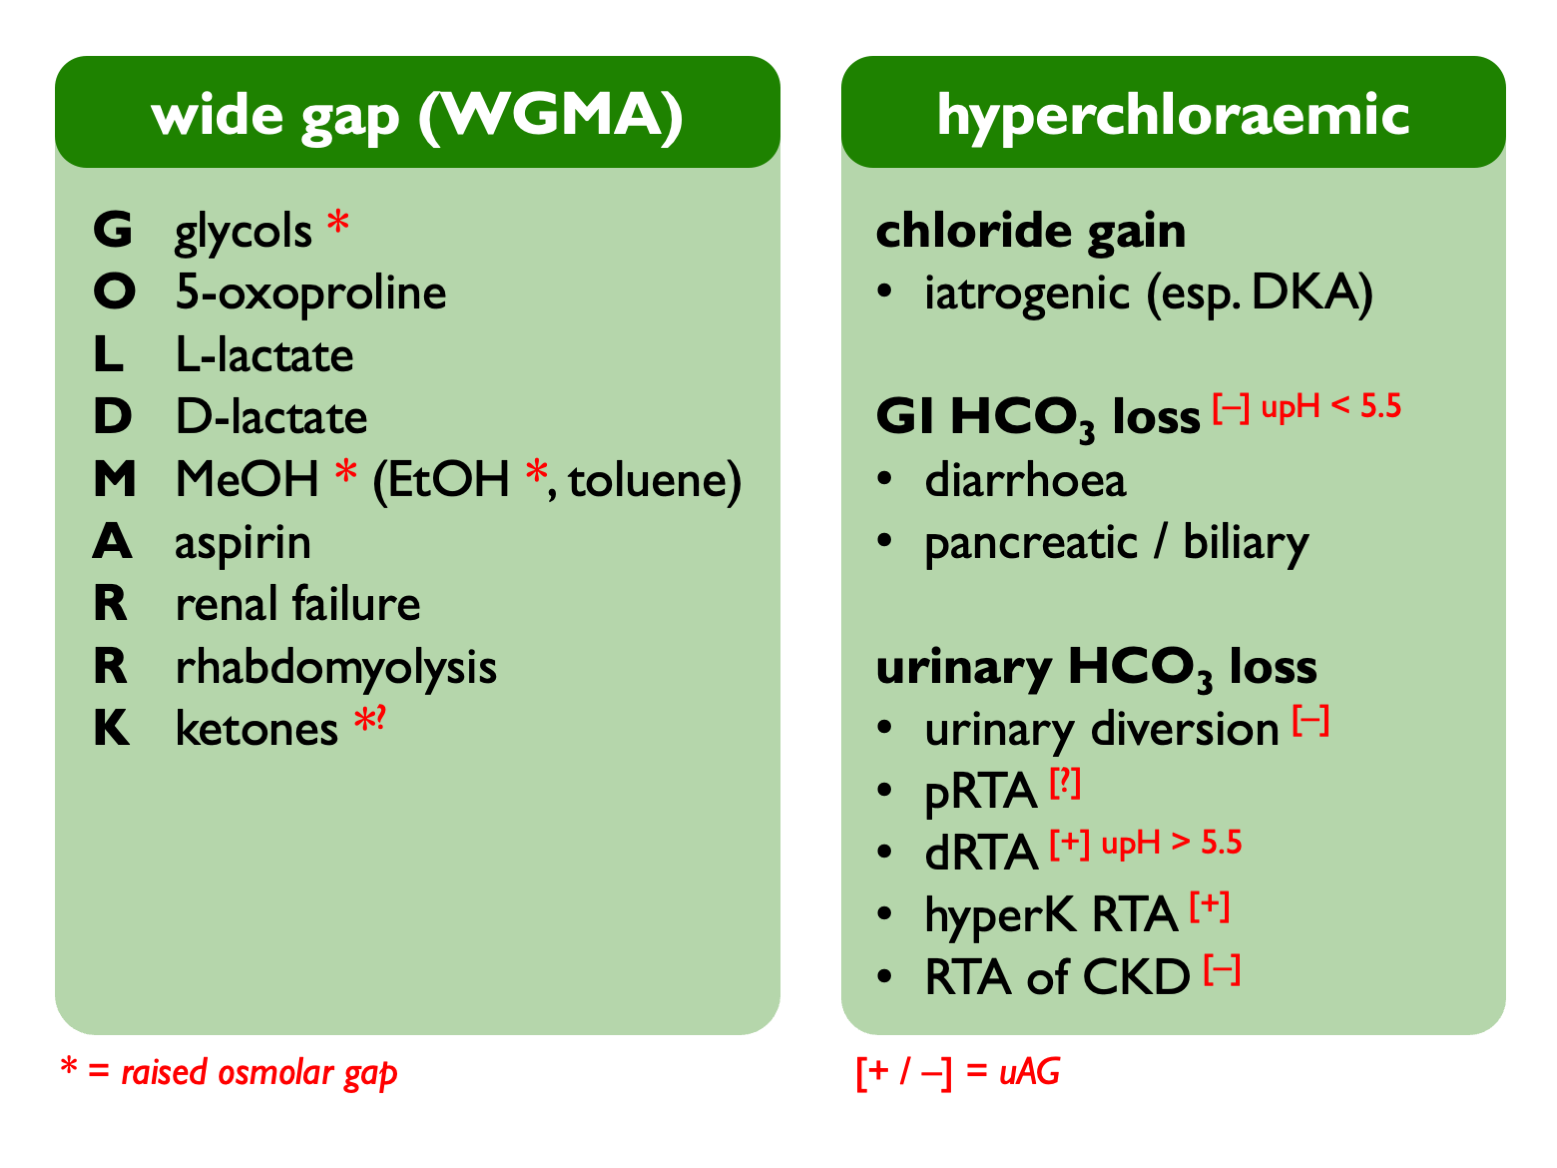 wide gap (WGMA)
G glycols *
O 5-oxoproline
L L-lactate
D D-lactate
M MeOH * (EtOH *, toluene)
A aspirin
R renal failure
R rhabdomyolysis
K ketones *?
* = raised osmolar gap
hyperchloraemic
chloride gain
• iatrogenic (esp. DKA)
GI HCO₃ loss [–] upH < 5.5
• diarrhoea
• pancreatic / biliary
urinary HCO₃ loss
• urinary diversion [–]
• pRTA [?]
• dRTA [+] upH > 5.5
• hyperK RTA [+]
• RTA of CKD [–]
[+ / –] = uAG